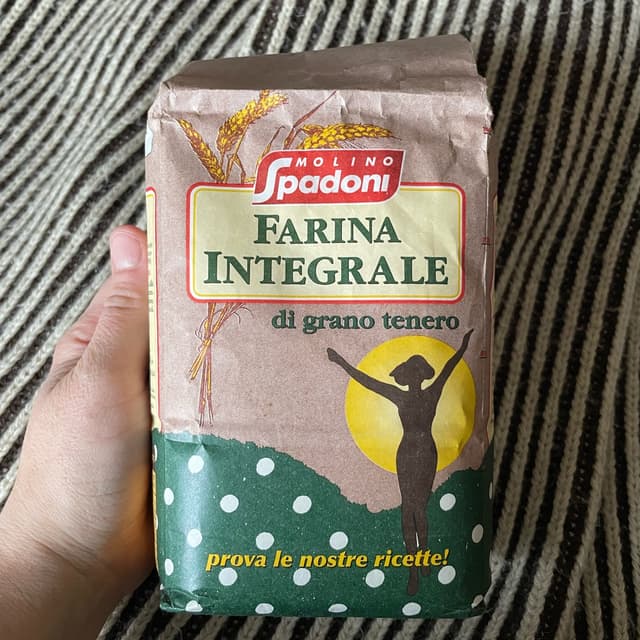 MOLINO
Spadoni
FARINA
INTEGRALE
di grano tenero
prova le nostre ricette!